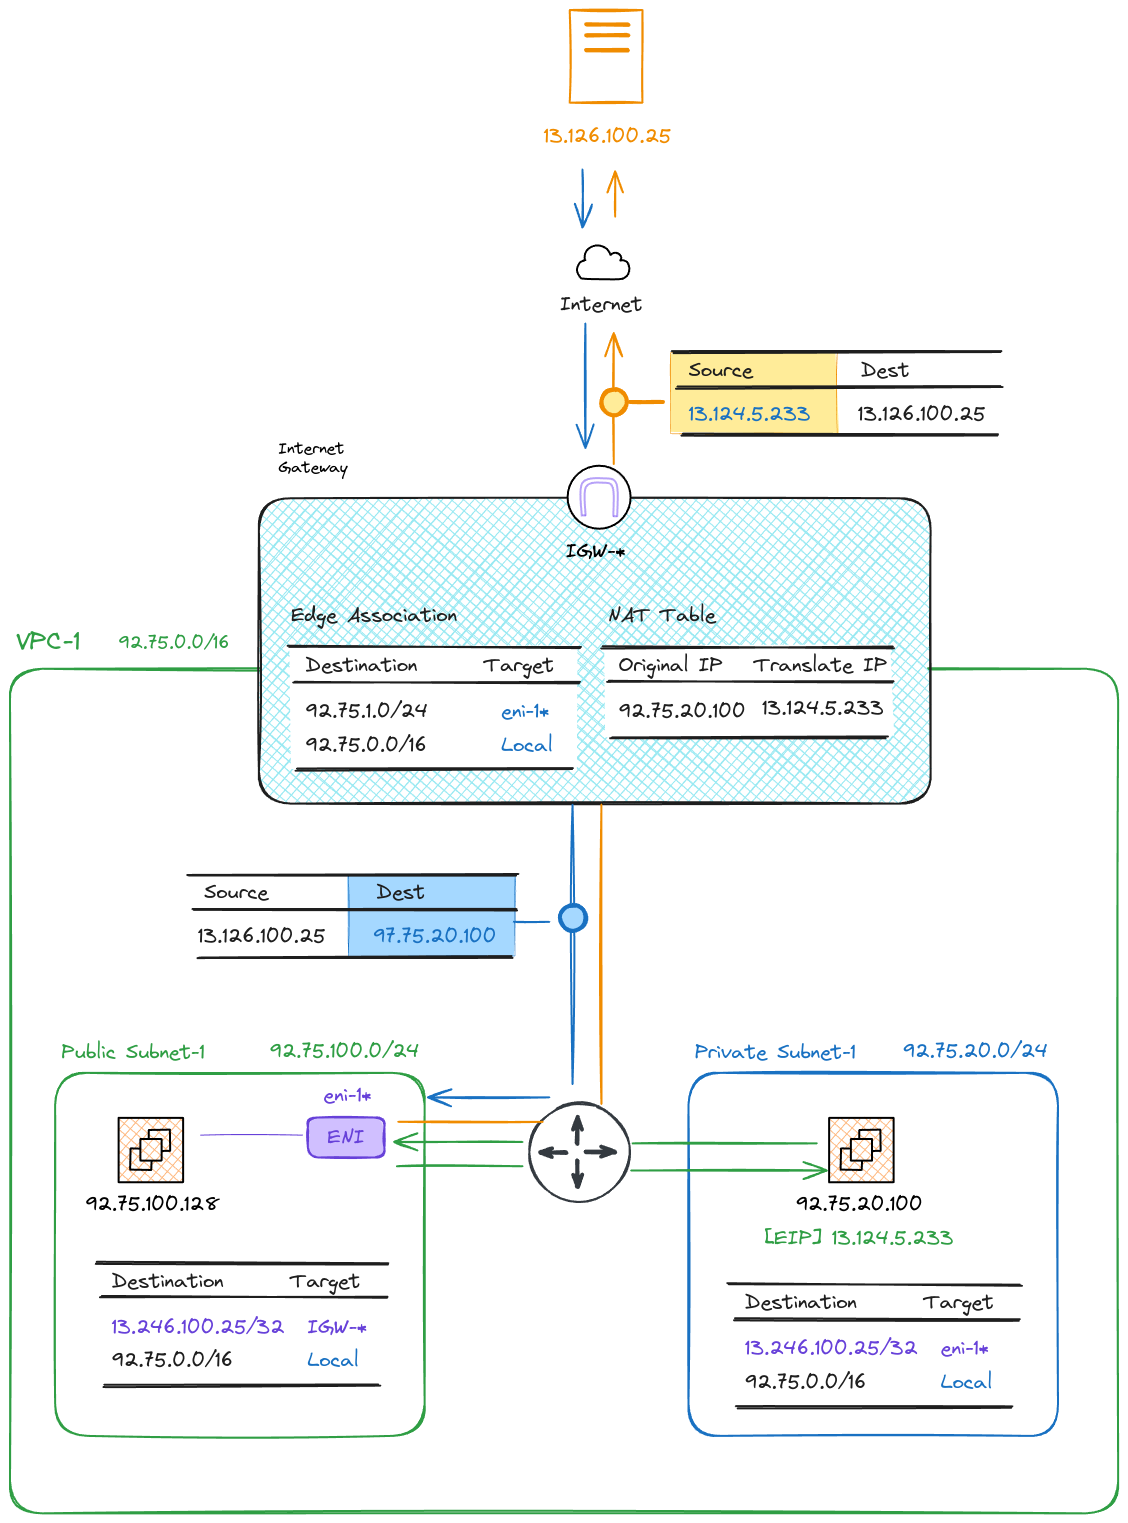 13.126.100.25
Internet
Source Dest
13.124.5.233 13.126.100.25
Internet
Gateway
IGW-*
Edge Association
Destination Target
92.75.1.0/24 eni-1*
92.75.0.0/16 Local
NAT Table
Original IP Translate IP
92.75.20.100 13.124.5.233
VPC-1 92.75.0.0/16
Source Dest
13.126.100.25 97.75.20.100
Public Subnet-1 92.75.100.0/24
eni-1*
ENI
92.75.100.128
Destination Target
13.246.100.25/32 IGW-*
92.75.0.0/16 Local
Private Subnet-1 92.75.20.0/24
92.75.20.100
[EIP] 13.124.5.233
Destination Target
13.246.100.25/32 eni-1*
92.75.0.0/16 Local